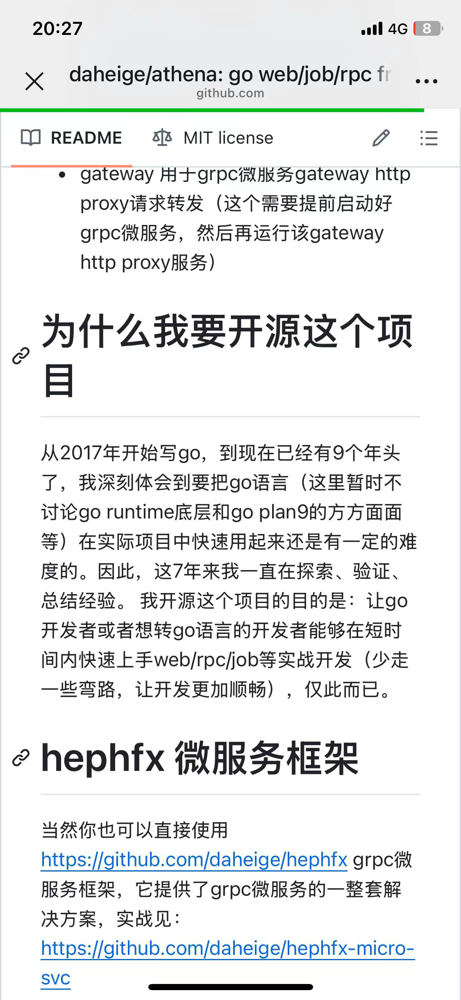 20:27
4G 8
daheige/athena: go web/job/rpc fr
github.com
README MIT license
• gateway 用于grpc微服务gateway http
proxy请求转发（这个需要提前启动好
grpc微服务，然后再运行该gateway
http proxy服务）
为什么我要开源这个项
目
从2017年开始写go，到现在已经有9个年头
了，我深刻体会到要把go语言（这里暂时不
讨论go runtime底层和go plan9的方方面面
等）在实际项目中快速用起来还是有一定的难
度的。因此，这7年来我一直在探索、验证、
总结经验。 我开源这个项目的目的是：让go
开发者或者想转go语言的开发者能够在短时
间内快速上手web/rpc/job等实战开发（少走
一些弯路，让开发更加顺畅），仅此而已。
hephfx 微服务框架
当然你也可以直接使用
https://github.com/daheige/hephfx grpc微
服务框架，它提供了grpc微服务的一整套解
决方案，实战见：
https://github.com/daheige/hephfx-micro-
svc